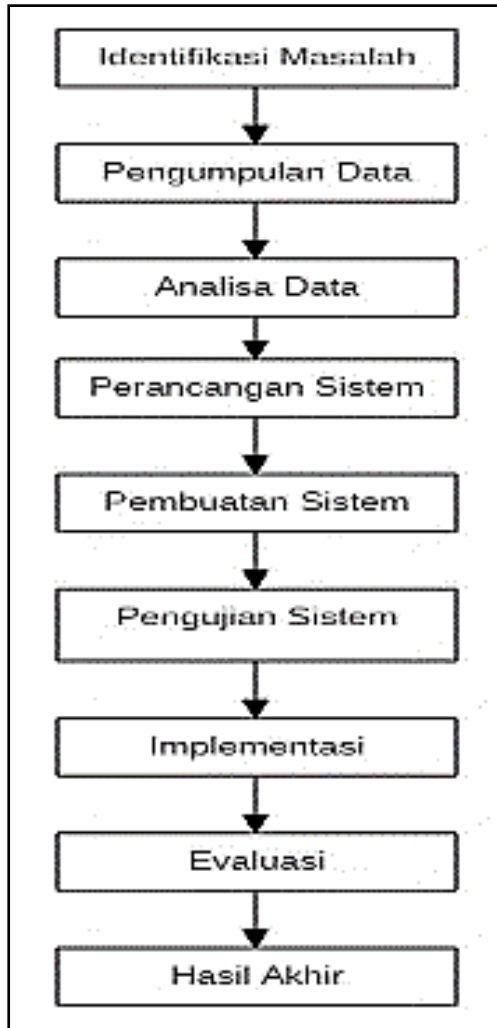 Identifikasi Masalah
Pengumpulan Data
Analisa Data
Perancangan Sistem
Pembuatan Sistem
Pengujian Sistem
Implementasi
Evaluasi
Hasil Akhir